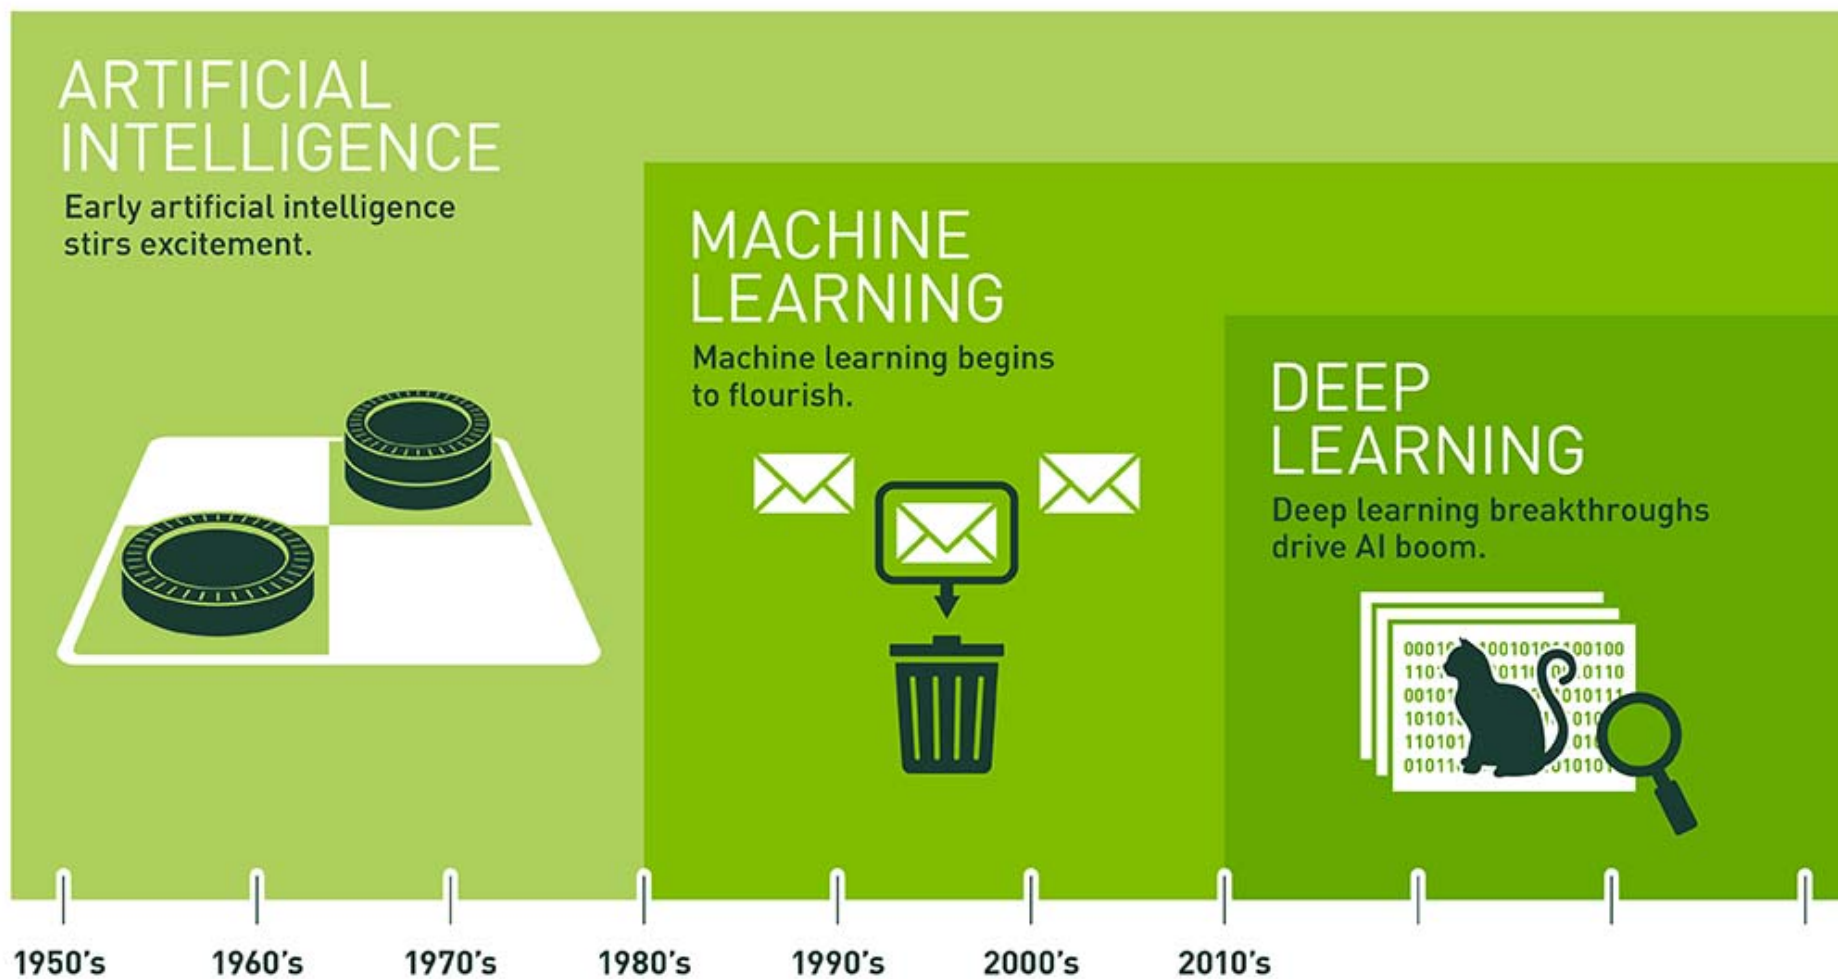 ARTIFICIAL
INTELLIGENCE
Early artificial intelligence
stirs excitement.
MACHINE
LEARNING
Machine learning begins
to flourish.
DEEP
LEARNING
Deep learning breakthroughs
drive AI boom.
1950's 1960's 1970's 1980's 1990's 2000's 2010's